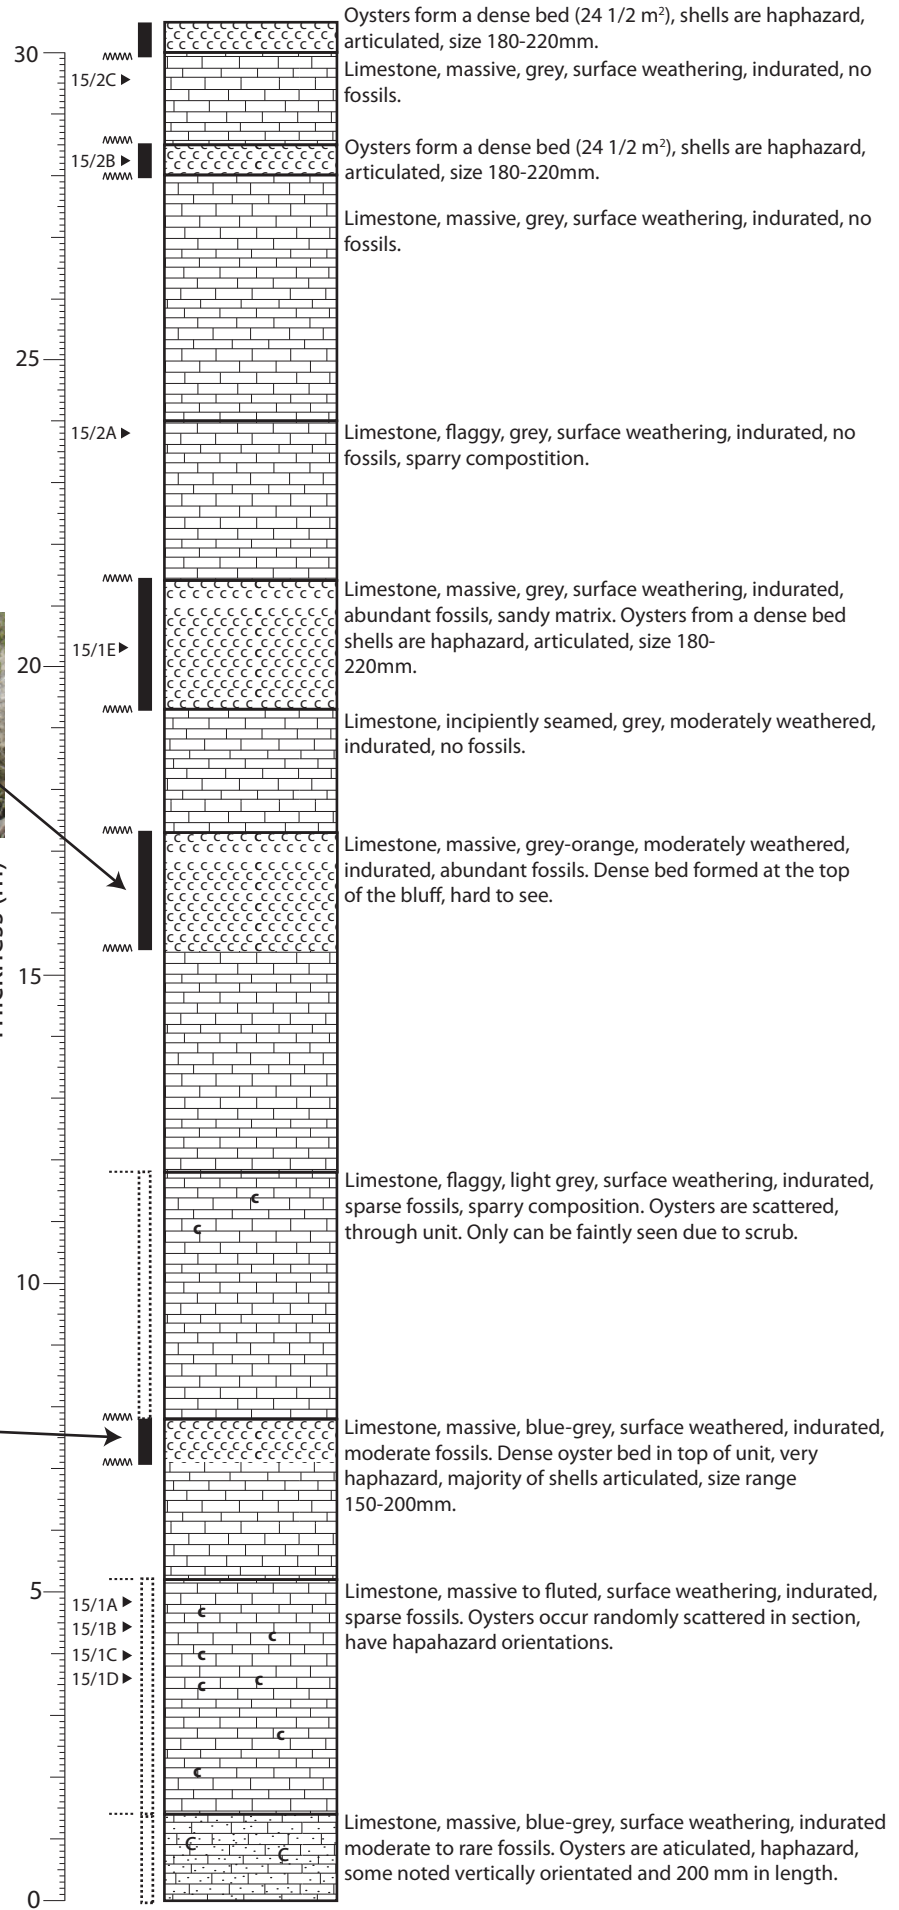 Oysters form a dense bed (24 1/2 m²), shells are haphazard,
articulated, size 180-220mm.
30
Limestone, massive, grey, surface weathering, indurated, no
fossils.
15/2C
Oysters form a dense bed (24 1/2 m²), shells are haphazard,
articulated, size 180-220mm.
15/2B
Limestone, massive, grey, surface weathering, indurated, no
fossils.
25
15/2A
Limestone, flaggy, grey, surface weathering, indurated, no
fossils, sparry compostition.
Limestone, massive, grey, surface weathering, indurated,
abundant fossils, sandy matrix. Oysters from a dense bed
shells are haphazard, articulated, size 180-
220mm.
15/1E
20
Limestone, incipiently seamed, grey, moderately weathered,
indurated, no fossils.
Limestone, massive, grey-orange, moderately weathered,
indurated, abundant fossils. Dense bed formed at the top
of the bluff, hard to see.
15
Limestone, flaggy, light grey, surface weathering, indurated,
sparse fossils, sparry composition. Oysters are scattered,
through unit. Only can be faintly seen due to scrub.
10
Limestone, massive, blue-grey, surface weathered, indurated,
moderate fossils. Dense oyster bed in top of unit, very
haphazard, majority of shells articulated, size range
150-200mm.
5
Limestone, massive to fluted, surface weathering, indurated,
sparse fossils. Oysters occur randomly scattered in section,
have hapahazard orientations.
15/1A
15/1B
15/1C
15/1D
Limestone, massive, blue-grey, surface weathering, indurated
moderate to rare fossils. Oysters are aticulated, haphazard,
some noted vertically orientated and 200 mm in length.
0